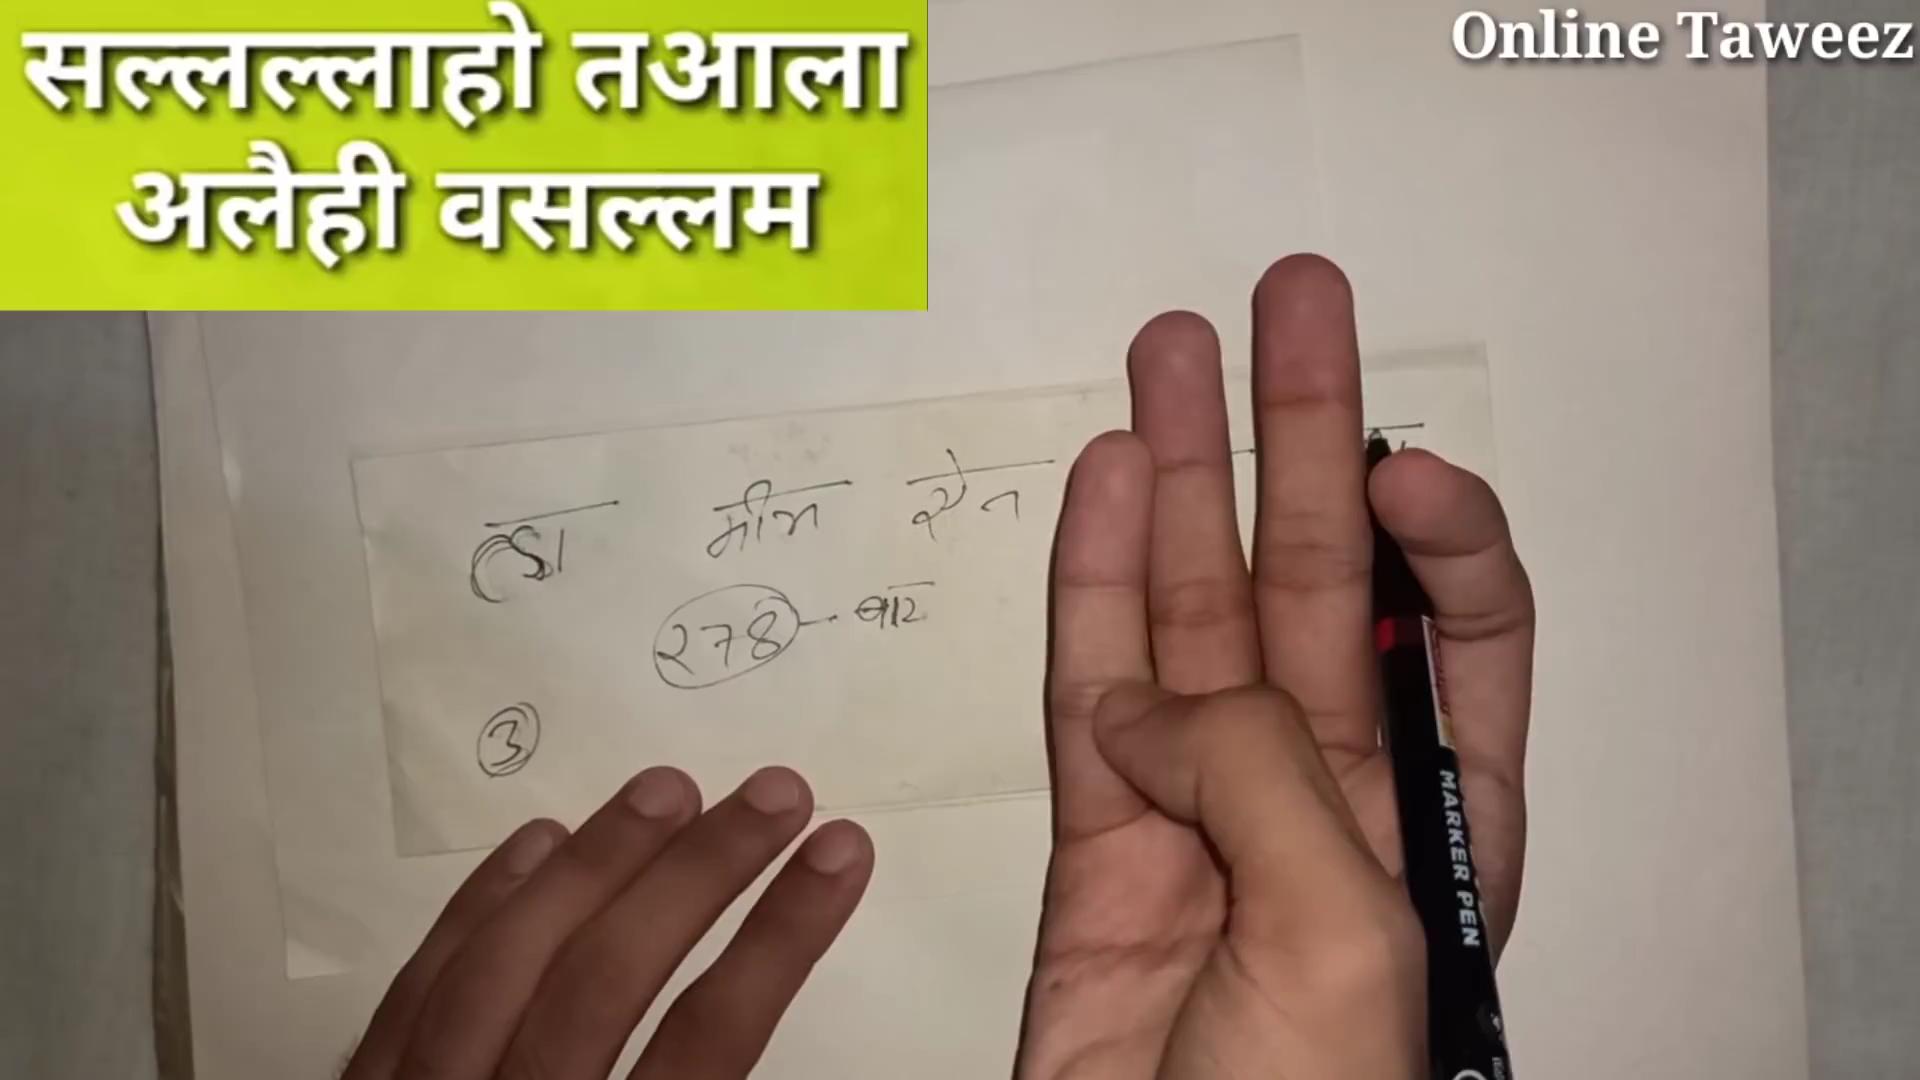 सल्लल्लाहो तआला
अलैही वसल्लम
Online Taweez
मीम
278 - बार
3
MARKER PEN